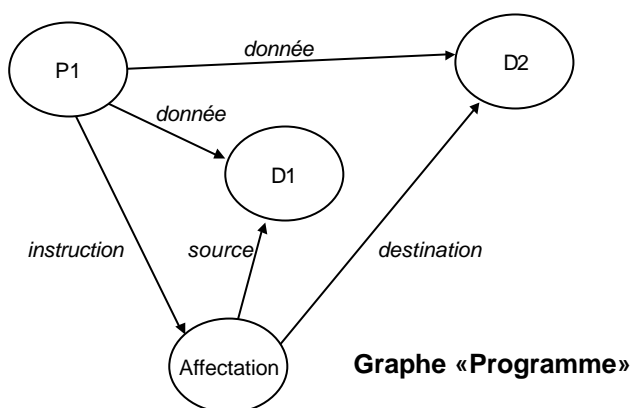 donnée
P1
D2
donnée
D1
instruction
source
destination
Affectation
Graphe «Programme»